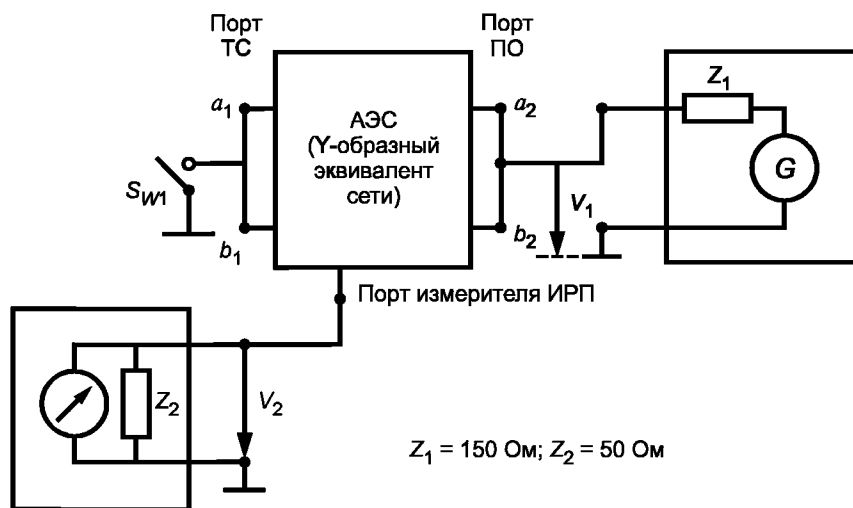 Порт
ТС
Порт
ПО
a1
a2
Z1
АЭС
(Y-образный
эквивалент
сети)
G
SW1
V1
b1
b2
Порт измерителя ИРП
Z2
V2
Z1 = 150 Ом; Z2 = 50 Ом